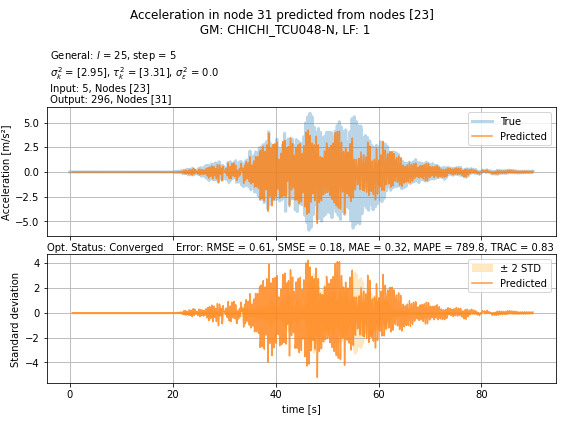 Acceleration in node 31 predicted from nodes [23]
GM: CHICHI_TCU048-N, LF: 1
General: l = 25, step = 5
σ²ₖ = [2.95], τ²ₖ = [3.31], σ²ε = 0.0
Input: 5, Nodes [23]
Output: 296, Nodes [31]
Acceleration [m/s²]
5.0
2.5
0.0
−2.5
−5.0
True
Predicted
Opt. Status: Converged Error: RMSE = 0.61, SMSE = 0.18, MAE = 0.32, MAPE = 789.8, TRAC = 0.83
Standard deviation
4
2
0
−2
−4
± 2 STD
Predicted
0 20 40 60 80
time [s]